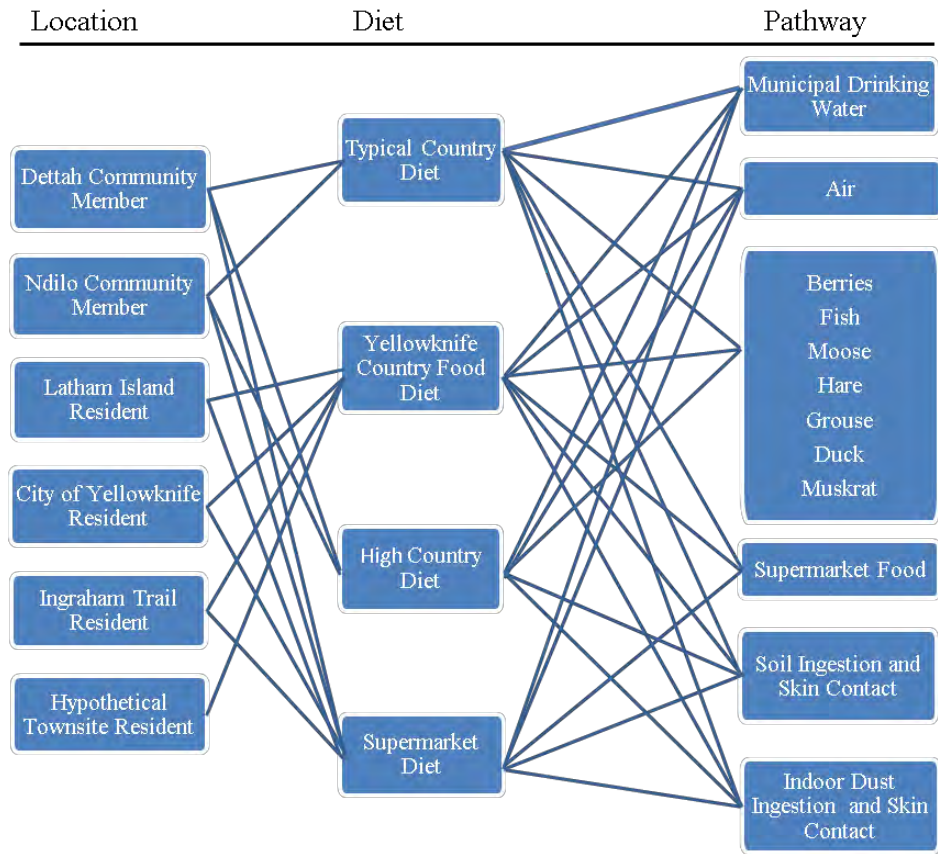 Location
Diet
Pathway
Dettah Community
Member
Ndilo Community
Member
Latham Island
Resident
City of Yellowknife
Resident
Ingraham Trail
Resident
Hypothetical
Townsite Resident
Typical Country
Diet
Yellowknife
Country Food
Diet
High Country
Diet
Supermarket
Diet
Municipal Drinking
Water
Air
Berries
Fish
Moose
Hare
Grouse
Duck
Muskrat
Supermarket Food
Soil Ingestion and
Skin Contact
Indoor Dust
Ingestion and Skin
Contact